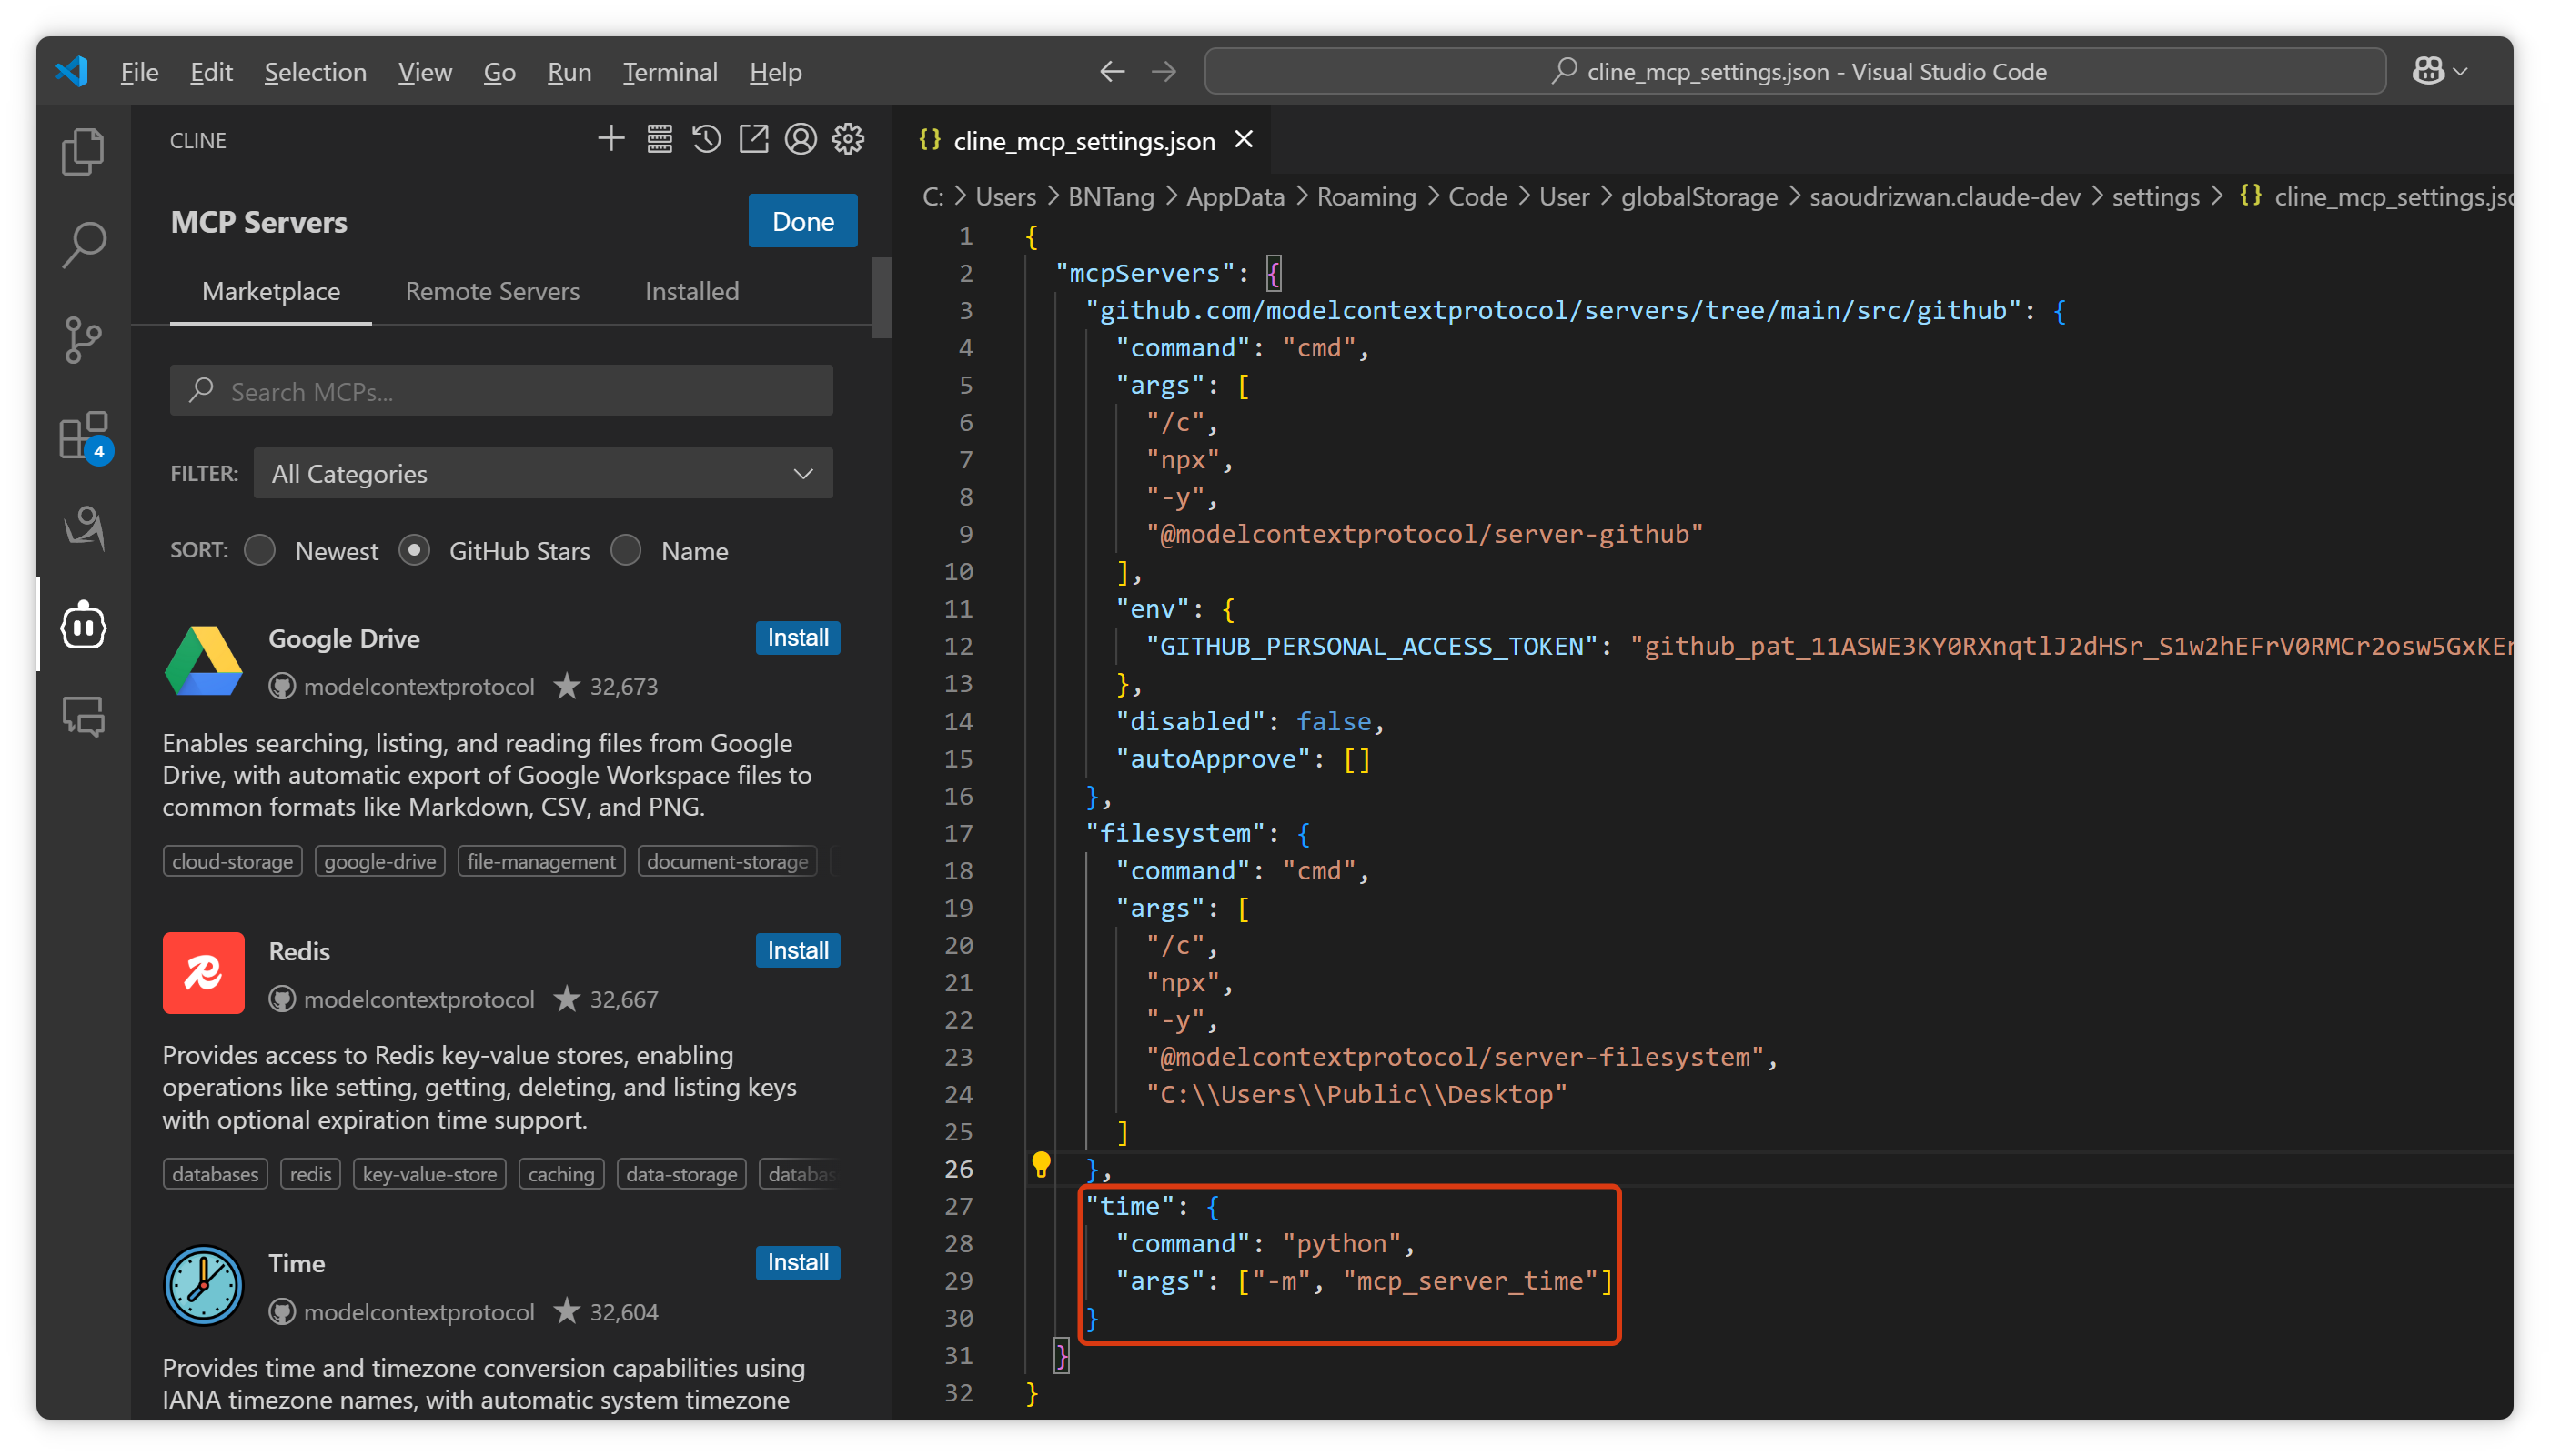 File Edit Selection View Go Run Terminal Help
cline_mcp_settings.json - Visual Studio Code
CLINE
MCP Servers
Done
Marketplace Remote Servers Installed
Search MCPs...
FILTER: All Categories
SORT: Newest GitHub Stars Name
4
Google Drive
Install
modelcontextprotocol 32,673
Enables searching, listing, and reading files from Google
Drive, with automatic export of Google Workspace files to
common formats like Markdown, CSV, and PNG.
cloud-storage google-drive file-management document-storage
Redis
Install
modelcontextprotocol 32,667
Provides access to Redis key-value stores, enabling
operations like setting, getting, deleting, and listing keys
with optional expiration time support.
databases redis key-value-store caching data-storage
Time
Install
modelcontextprotocol 32,604
Provides time and timezone conversion capabilities using
IANA timezone names, with automatic system timezone
{} cline_mcp_settings.json
C: > Users > BNTang > AppData > Roaming > Code > User > globalStorage > saoudrizwan.claude-dev > settings > {} cline_mcp_settings.jso
1 {
2 "mcpServers": {
3 "github.com/modelcontextprotocol/servers/tree/main/src/github": {
4 "command": "cmd",
5 "args": [
6 "/c",
7 "npx",
8 "-y",
9 "@modelcontextprotocol/server-github"
10 ],
11 "env": {
12 "GITHUB_PERSONAL_ACCESS_TOKEN": "github_pat_11ASWE3KY0RXnqtlJ2dHSr_S1w2hEFrV0RMCr2osw5GxKEr
13 },
14 "disabled": false,
15 "autoApprove": []
16 },
17 "filesystem": {
18 "command": "cmd",
19 "args": [
20 "/c",
21 "npx",
22 "-y",
23 "@modelcontextprotocol/server-filesystem",
24 "C:\\Users\\Public\\Desktop"
25 ]
26 },
27 "time": {
28 "command": "python",
29 "args": ["-m", "mcp_server_time"]
30 }
31 }
32 }